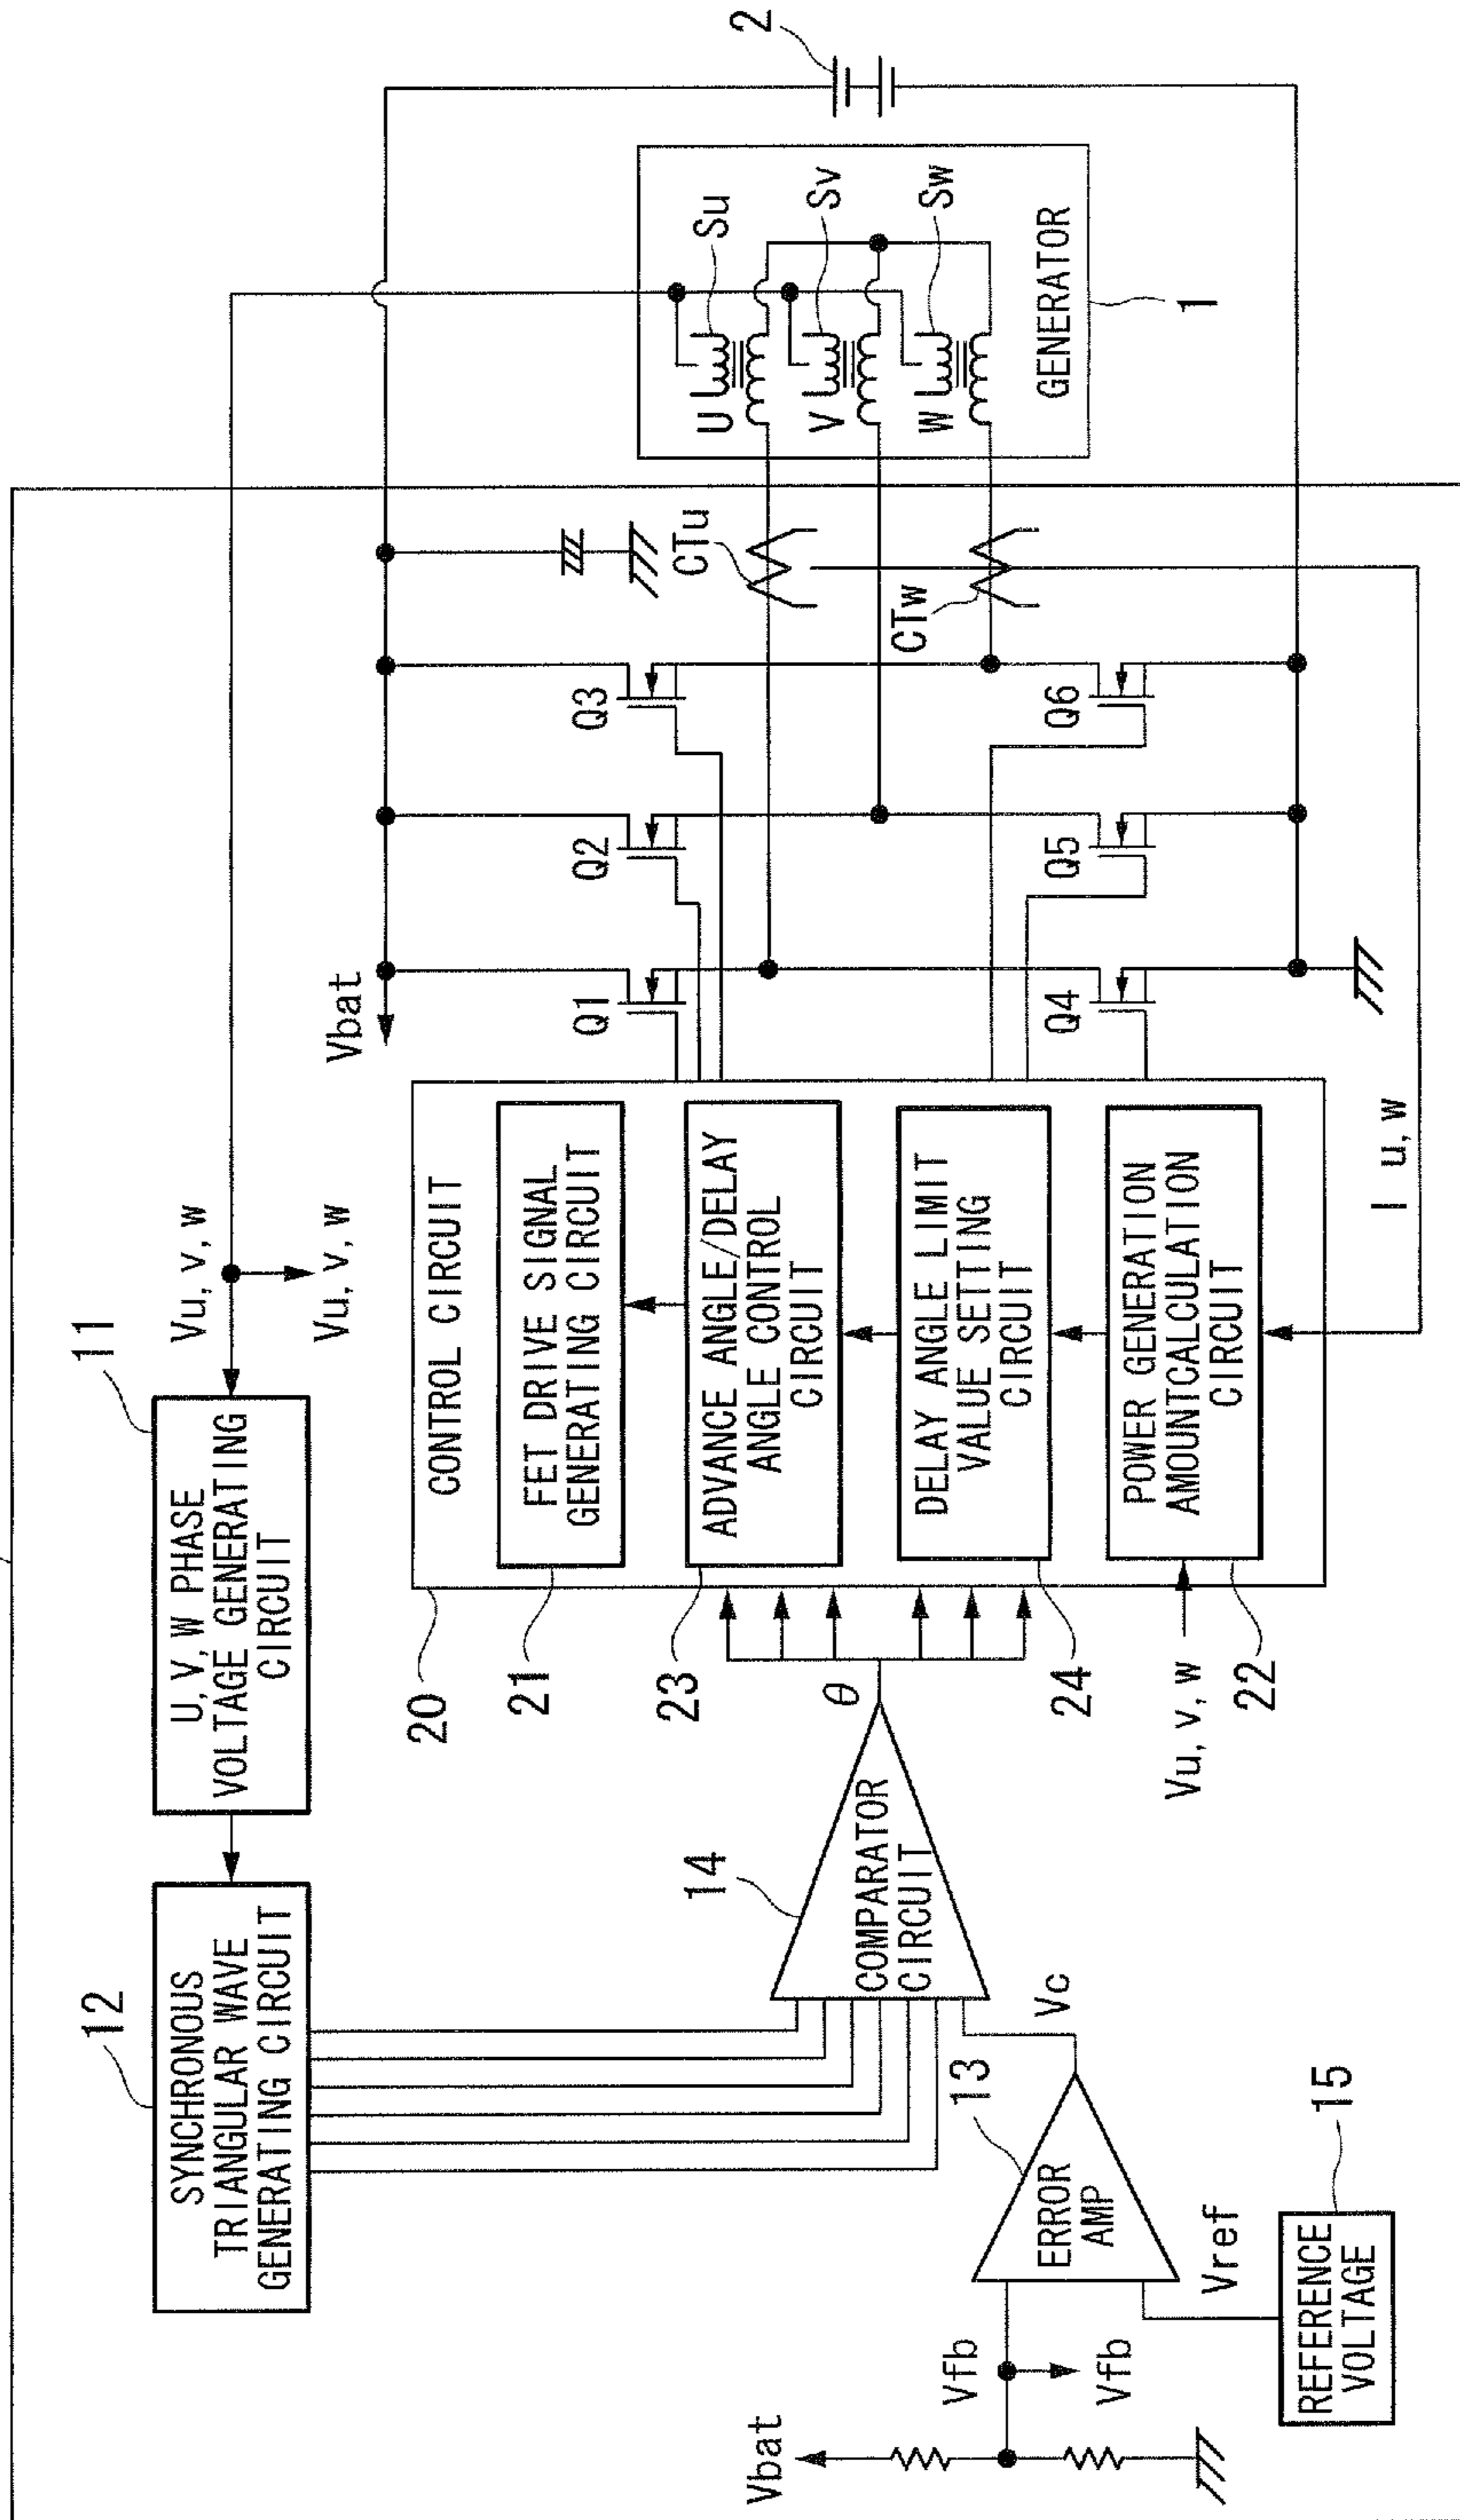 11
U, V, W PHASE
VOLTAGE GENERATING
CIRCUIT
Vu, v, w
Vu, v, w
12
SYNCHRONOUS
TRIANGULAR WAVE
GENERATING CIRCUIT
14
COMPARATOR
CIRCUIT
θ
Vc
13
ERROR
AMP
Vbat
Vfb
Vfb
Vref
15
REFERENCE
VOLTAGE
20
CONTROL CIRCUIT
21
FET DRIVE SIGNAL
GENERATING CIRCUIT
23
ADVANCE ANGLE/DELAY
ANGLE CONTROL
CIRCUIT
24
DELAY ANGLE LIMIT
VALUE SETTING
CIRCUIT
22
POWER GENERATION
AMOUNTCALCULATION
CIRCUIT
Vu, v, w
I u, w
Vbat
Q1
Q2
Q3
Q4
Q5
Q6
CTu
CTw
U
Su
V
Sv
W
Sw
GENERATOR
1
2